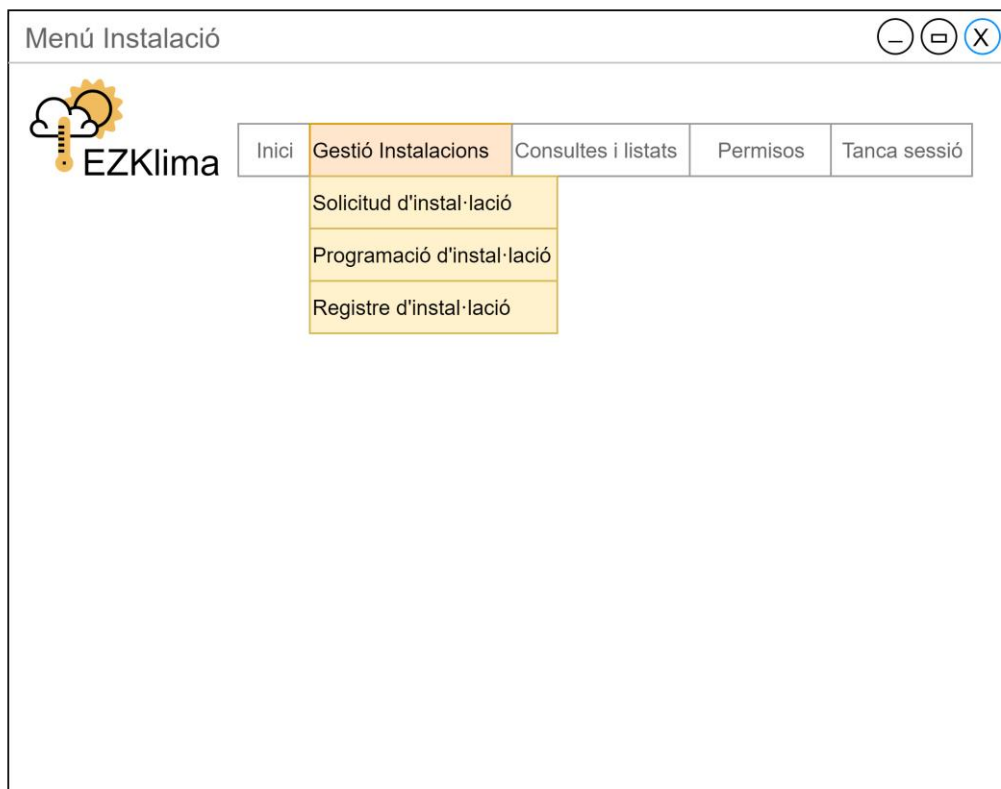 Menú Instalació
X
EZKlima
Inici Gestió Instalacions Consultes i listats Permisos Tanca sessió
Solicitud d'instal·lació
Programació d'instal·lació
Registre d'instal·lació